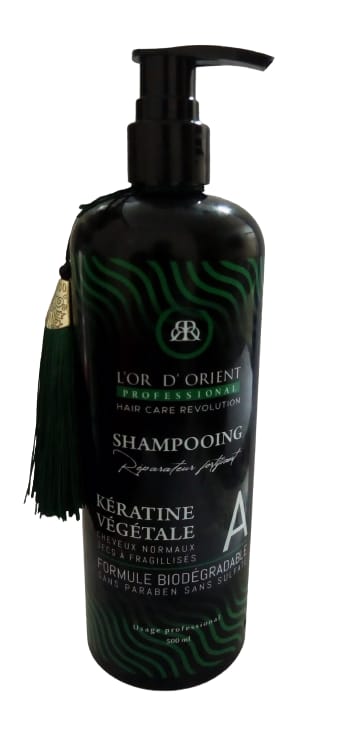 L'OR D'ORIENT
PROFESSIONAL
HAIR CARE REVOLUTION
SHAMPOOING
Réparateur fortifiant
KÉRATINE
VÉGÉTALE
A
CHEVEUX NORMAUX
SECS À FRAGILLISES
FORMULE BIODÉGRADABLE
SANS PARABEN SANS SULFATE
Usage professionnel
500 ml